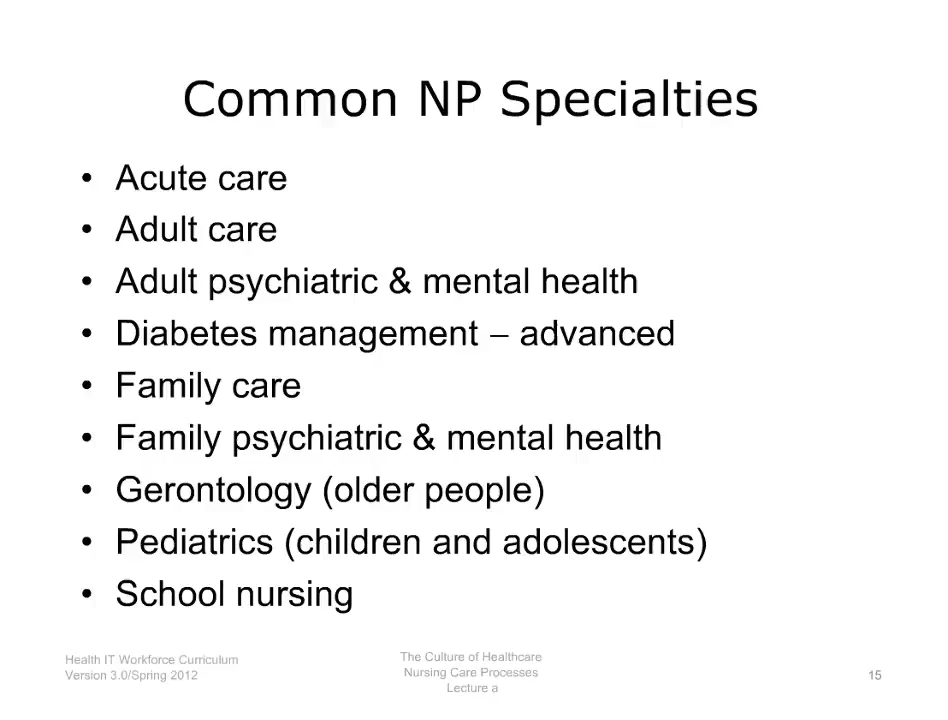 Common NP Specialties
• Acute care
• Adult care
• Adult psychiatric & mental health
• Diabetes management – advanced
• Family care
• Family psychiatric & mental health
• Gerontology (older people)
• Pediatrics (children and adolescents)
• School nursing
Health IT Workforce Curriculum
Version 3.0/Spring 2012
The Culture of Healthcare
Nursing Care Processes
Lecture a
15